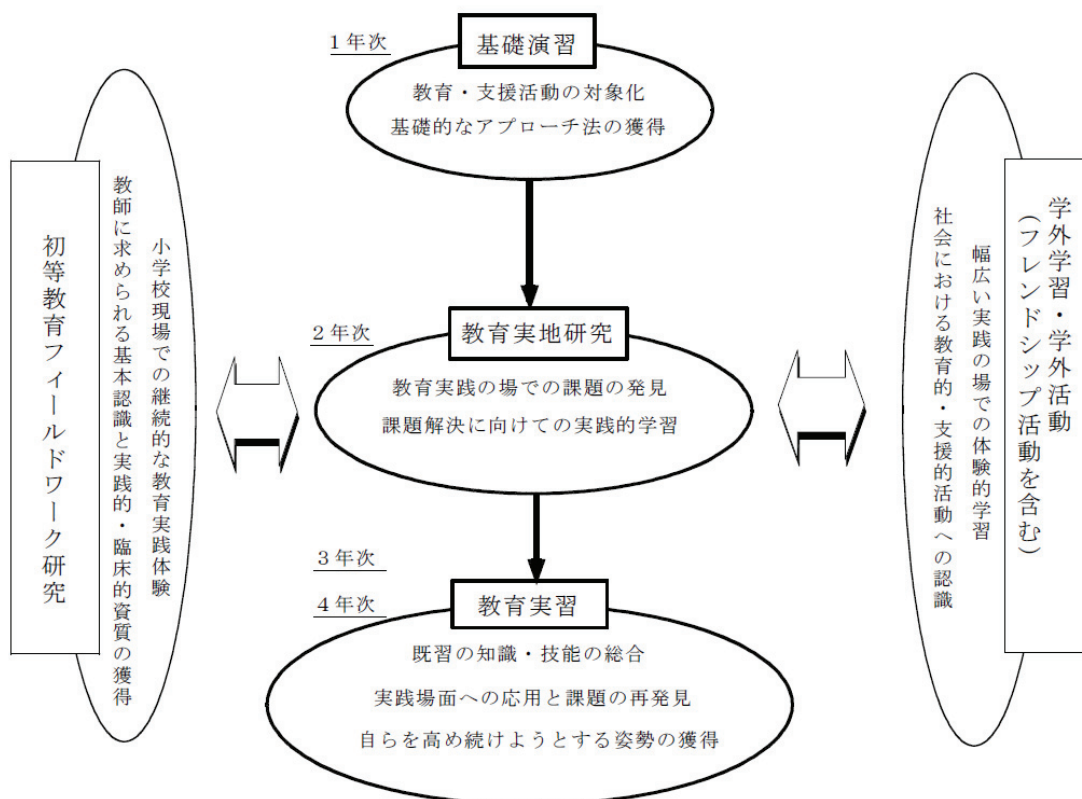 1年次
基礎演習
教育・支援活動の対象化
基礎的なアプローチ法の獲得
2年次
教育実地研究
教育実践の場での課題の発見
課題解決に向けての実践的学習
3年次
4年次
教育実習
既習の知識・技能の総合
実践場面への応用と課題の再発見
自らを高め続けようとする姿勢の獲得
初等教育フィールドワーク研究
小学校現場での継続的な教育実践体験
教師に求められる基本認識と実践的・臨床的資質の獲得
学外学習・学外活動
(フレンドシップ活動を含む)
幅広い実践の場での体験的学習
社会における教育的・支援的活動への認識